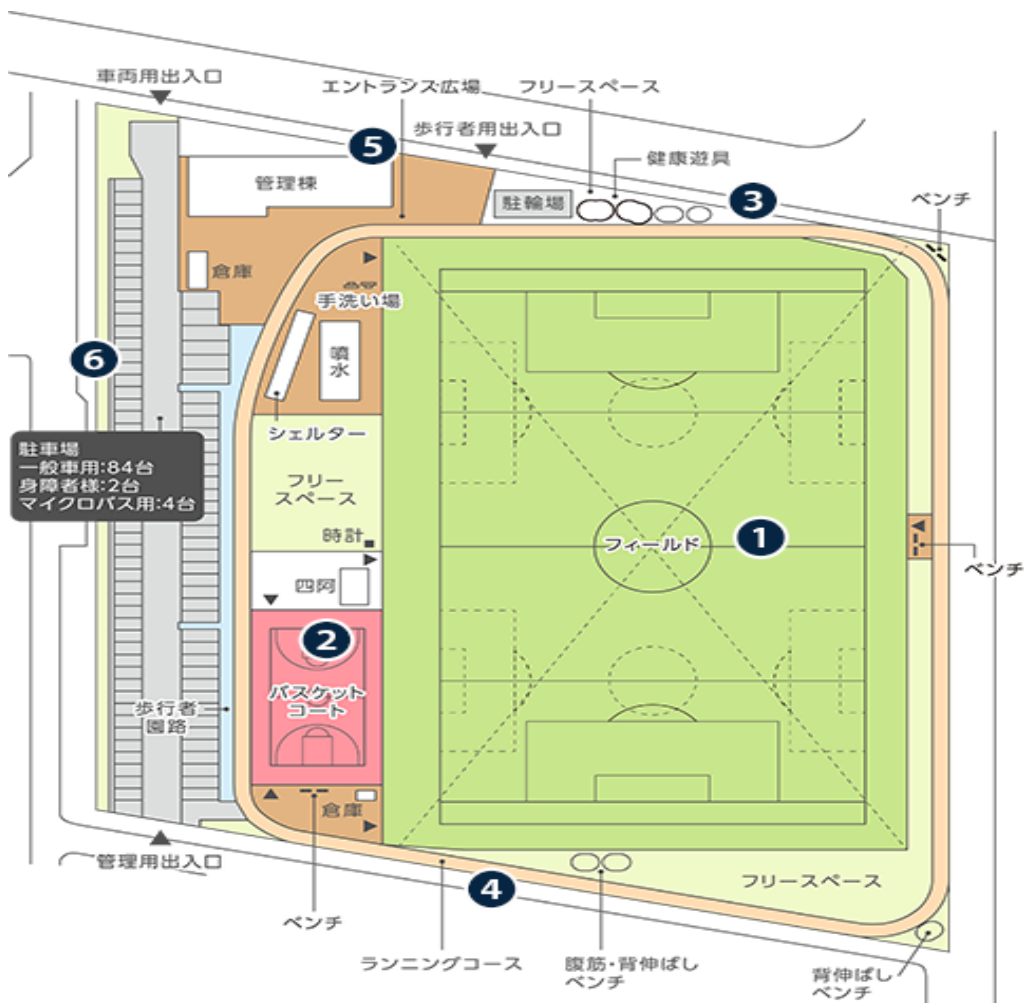 車両用出入口
エントランス広場
フリースペース
歩行者用出入口
5
健康遊具
管理棟
駐輪場
3
ベンチ
倉庫
手洗い場
噴水
6
シェルター
駐車場
一般車用:84台
身障者様:2台
マイクロバス用:4台
フリー
スペース
時計
フィールド
1
ベンチ
四阿
2
バスケット
コート
歩行者
園路
倉庫
管理用出入口
フリースペース
4
ベンチ
ランニングコース
腹筋・背伸ばし
ベンチ
背伸ばし
ベンチ